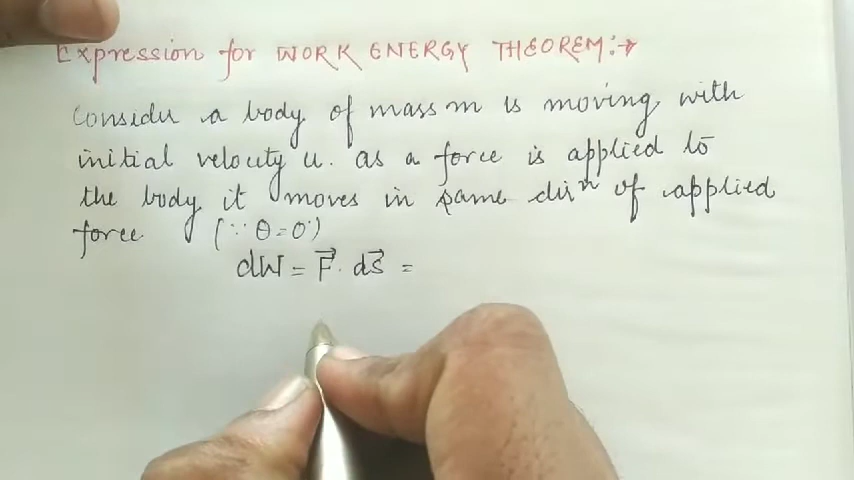 Expression for WORK ENERGY THEOREM:→
Consider a body of mass m is moving with
initial velocity u. as a force is applied to
the body it moves in same dirⁿ of applied
force (∵ θ=0°)
dW = F⃗ . dS⃗ =